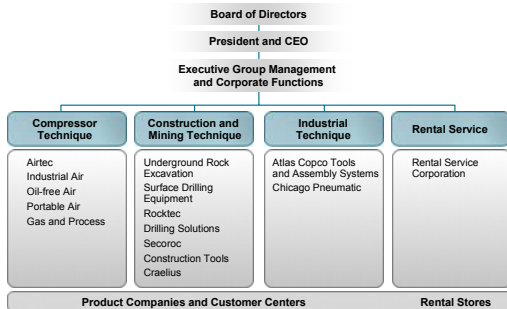 Board of Directors
President and CEO
Executive Group Management
and Corporate Functions
Compressor
Technique
Construction and
Mining Technique
Industrial
Technique
Rental Service
Airtec
Industrial Air
Oil-free Air
Portable Air
Gas and Process
Underground Rock
Excavation
Surface Drilling
Equipment
Rocktec
Drilling Solutions
Secoroc
Construction Tools
Craelius
Atlas Copco Tools
and Assembly Systems
Chicago Pneumatic
Rental Service
Corporation
Product Companies and Customer Centers
Rental Stores